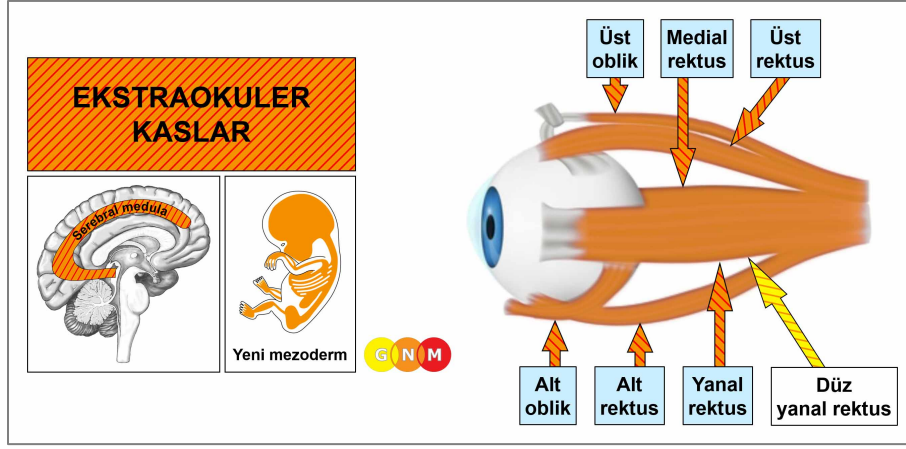 EKSTRAOKULER
KASLAR
Serebral medula
Yeni mezoderm
G N M
Üst
oblik
Medial
rektus
Üst
rektus
Alt
oblik
Alt
rektus
Yanal
rektus
Düz
yanal rektus